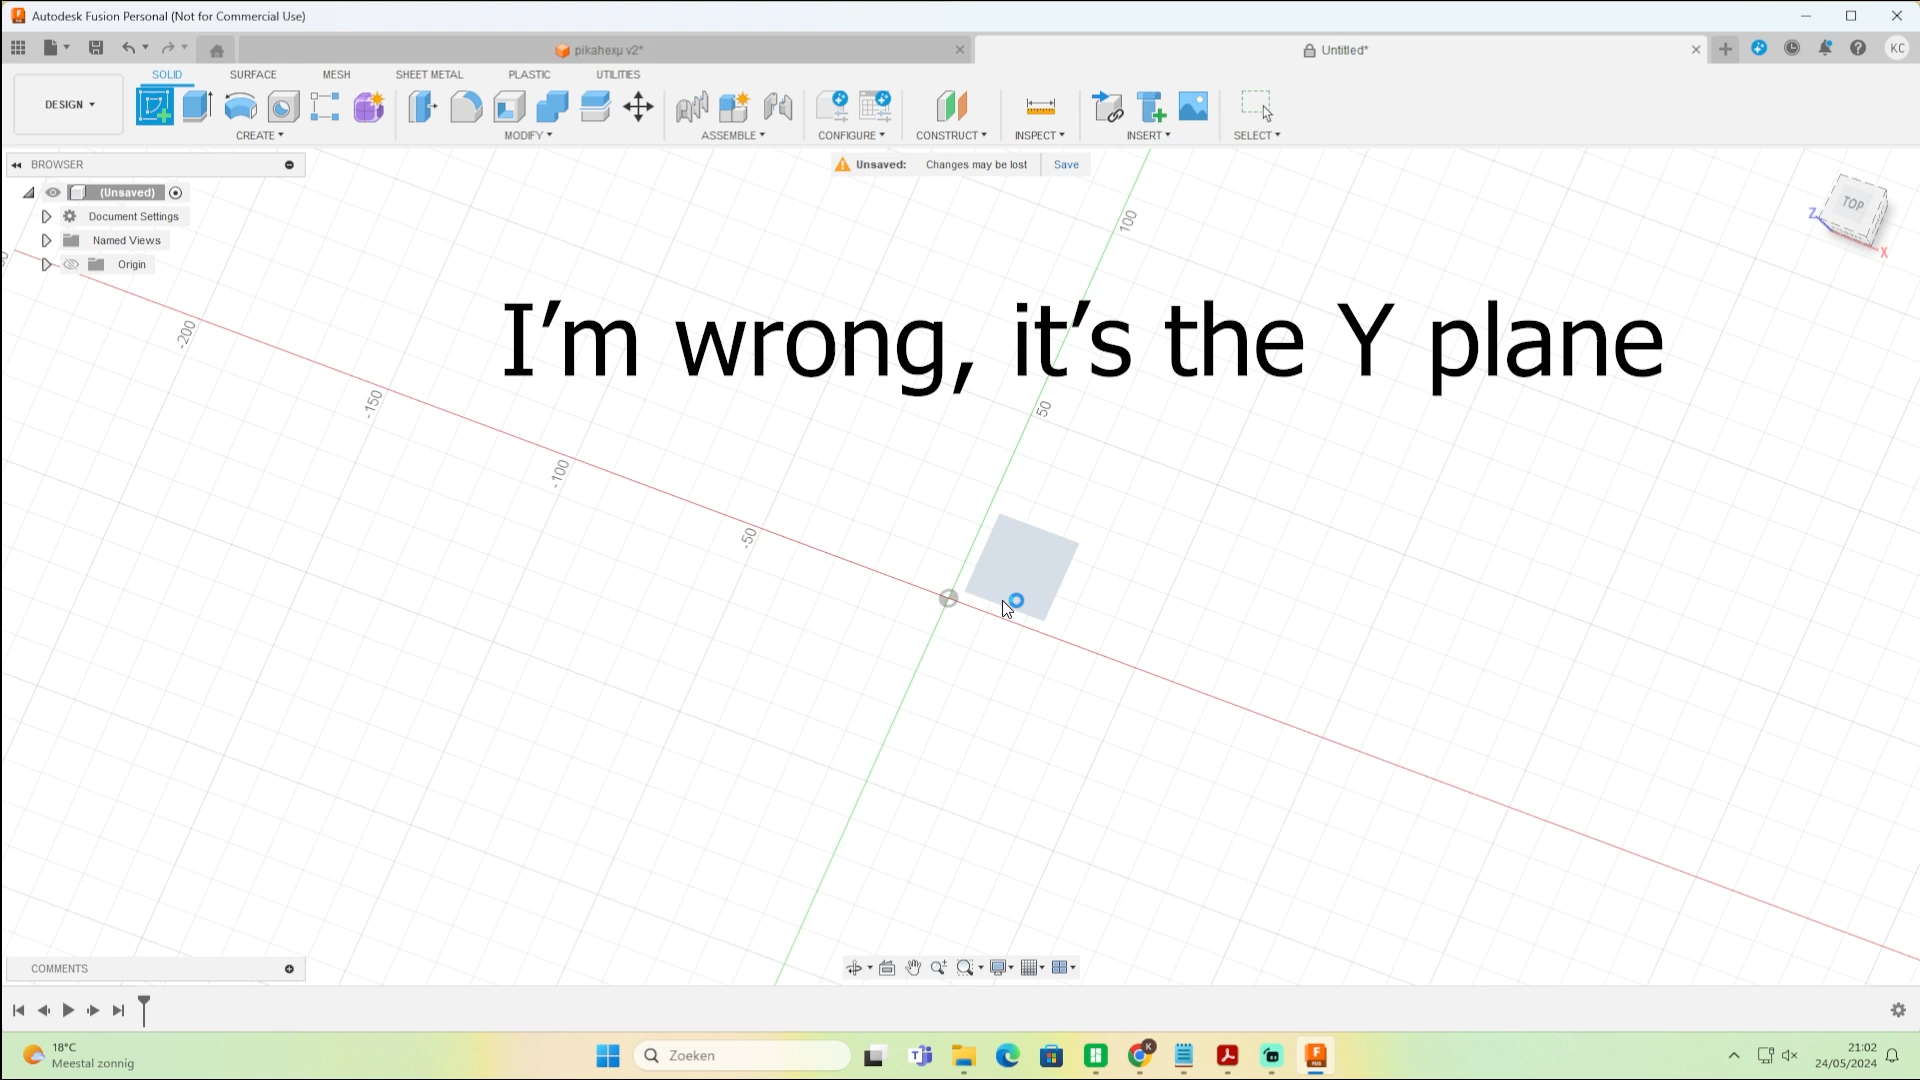 Autodesk Fusion Personal (Not for Commercial Use)
pikahexµ v2*
Untitled*
KC
DESIGN
SOLID
SURFACE
MESH
SHEET METAL
PLASTIC
UTILITIES
CREATE
MODIFY
ASSEMBLE
CONFIGURE
CONSTRUCT
INSPECT
INSERT
SELECT
BROWSER
Unsaved: Changes may be lost Save
(Unsaved)
Document Settings
Named Views
Origin
TOP
Z
X
100
50
-200
-150
-100
-50
I’m wrong, it’s the Y plane
COMMENTS
18°C
Meestal zonnig
Zoeken
K
21:02
24/05/2024